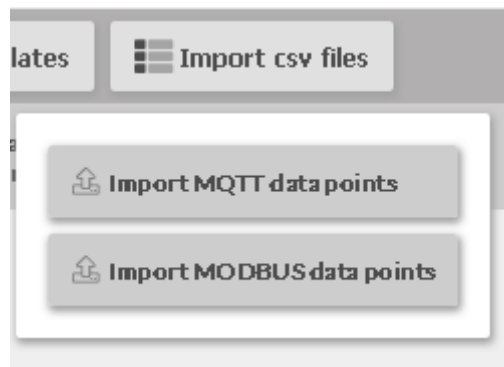 lates
Import csv files
Import MQTT data points
Import MODBUS data points